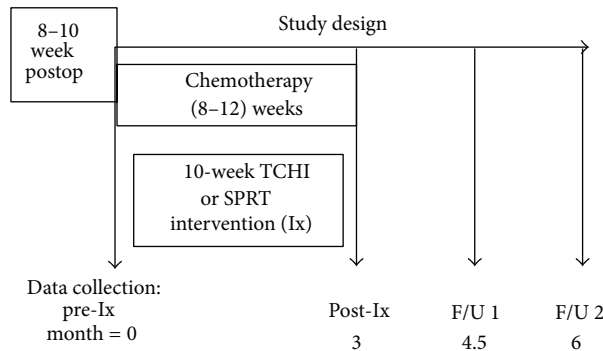 Study design
8–10
week
postop
Chemotherapy
(8–12) weeks
10-week TCHI
or SPRT
intervention (Ix)
Data collection:
pre-Ix
month = 0
Post-Ix
3
F/U 1
4.5
F/U 2
6